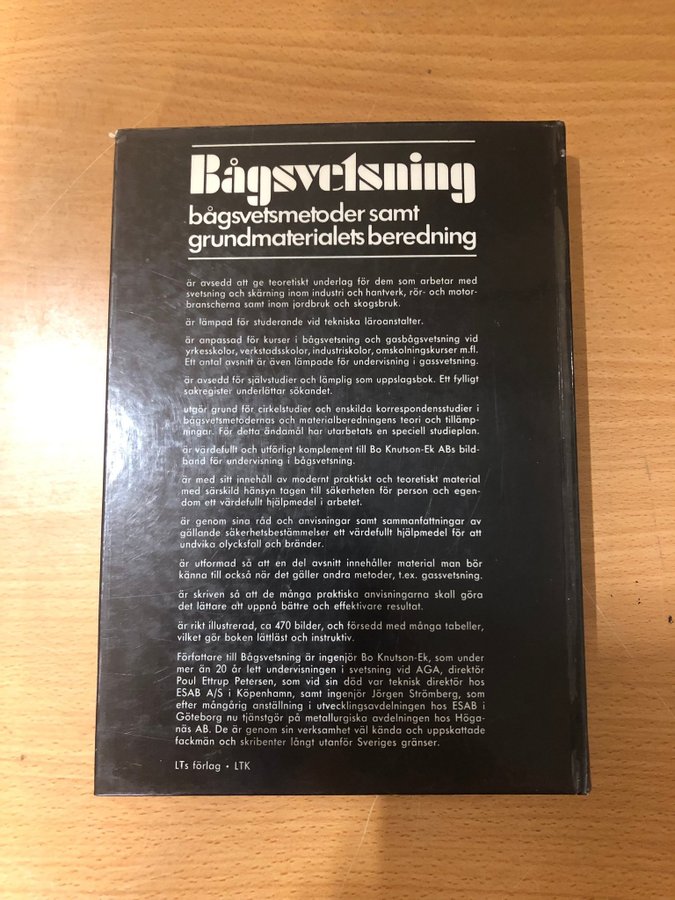 Bågsvetsning
bågsvetsmetoder samt
grundmaterialets beredning
är avsedd att ge teoretiskt underlag för dem som arbetar med
svetsning och skärning inom industri och hantverk, rör- och motor-
branscherna samt inom jordbruk och skogsbruk.
är lämpad för studerande vid tekniska läroanstalter.
är anpassad för kurser i bågsvetsning och gasbågsvetsning vid
yrkesskolor, verkstadsskolor, industriskolor, omskolningskurser m.fl.
Ett antal avsnitt är även lämpade för undervisning i gassvetsning.
är avsedd för självstudier och lämplig som uppslagsbok. Ett fylligt
sakregister underlättar sökandet.
utgör grund för cirkelstudier och enskilda korrespondensstudier i
bågsvetsmetodernas och materialberedningens teori och tillämp-
ningar. För detta ändamål har utarbetats en speciell studieplan.
är värdefullt och utförligt komplement till Bo Knutson-Ek ABs bild-
band för undervisning i bågsvetsning.
är med sitt innehåll av modernt praktiskt och teoretiskt material
med särskild hänsyn tagen till säkerheten för person och egen-
dom ett värdefullt hjälpmedel i arbetet.
är genom sina råd och anvisningar samt sammanfattningar av
gällande säkerhetsbestämmelser ett värdefullt hjälpmedel för att
undvika olycksfall och bränder.
är utformad så att en del avsnitt innehåller material man bör
känna till också när det gäller andra metoder, t.ex. gassvetsning.
är skriven så att de många praktiska anvisningarna skall göra
det lättare att uppnå bättre och effektivare resultat.
är rikt illustrerad, ca 470 bilder, och försedd med många tabeller,
vilket gör boken lättläst och instruktiv.
Författare till Bågsvetsning är ingenjör Bo Knutson-Ek, som under
mer än 20 år lett undervisningen i svetsning vid AGA, direktör
Poul Ettrup Petersen, som vid sin död var teknisk direktör hos
ESAB A/S i Köpenhamn, samt ingenjör Jörgen Strömberg, som
efter mångårig anställning i utvecklingsavdelningen hos ESAB i
Göteborg nu tjänstgör på metallurgiska avdelningen hos Höga-
näs AB. De är genom sin verksamhet väl kända och uppskattade
fackmän och skribenter långt utanför Sveriges gränser.
LTs förlag • LTK